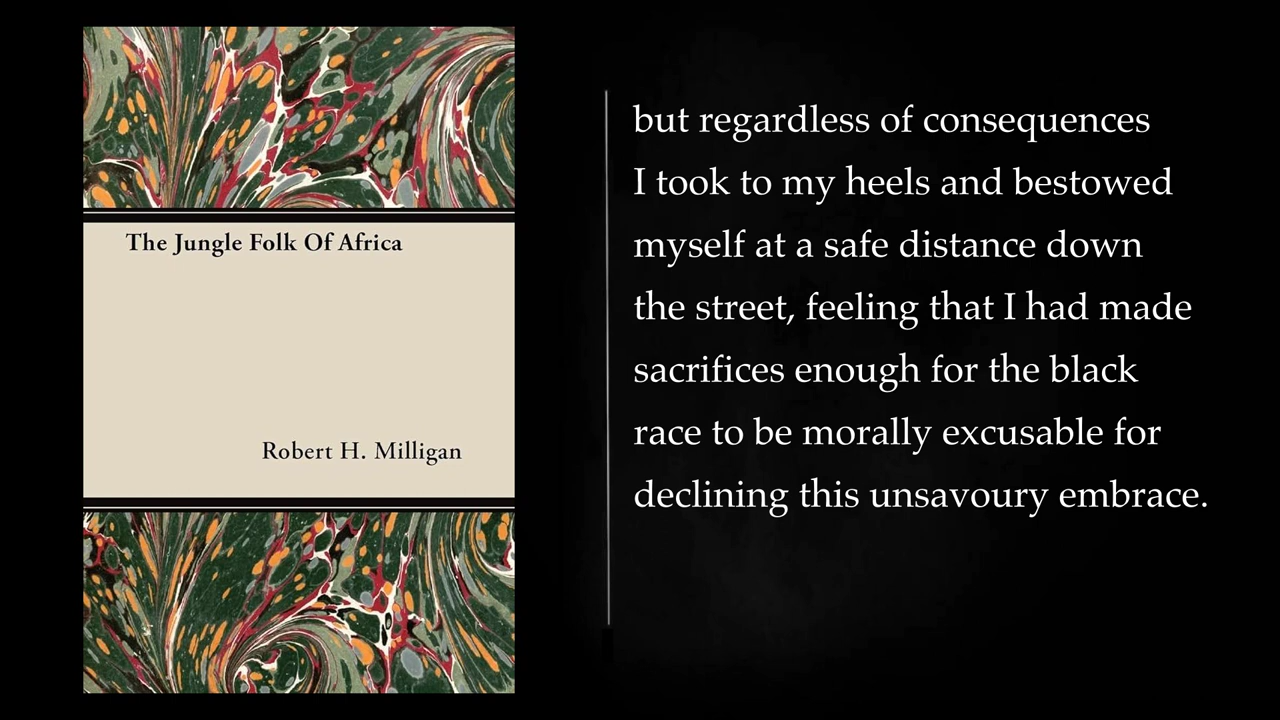 The Jungle Folk Of Africa
Robert H. Milligan
but regardless of consequences
I took to my heels and bestowed
myself at a safe distance down
the street, feeling that I had made
sacrifices enough for the black
race to be morally excusable for
declining this unsavoury embrace.